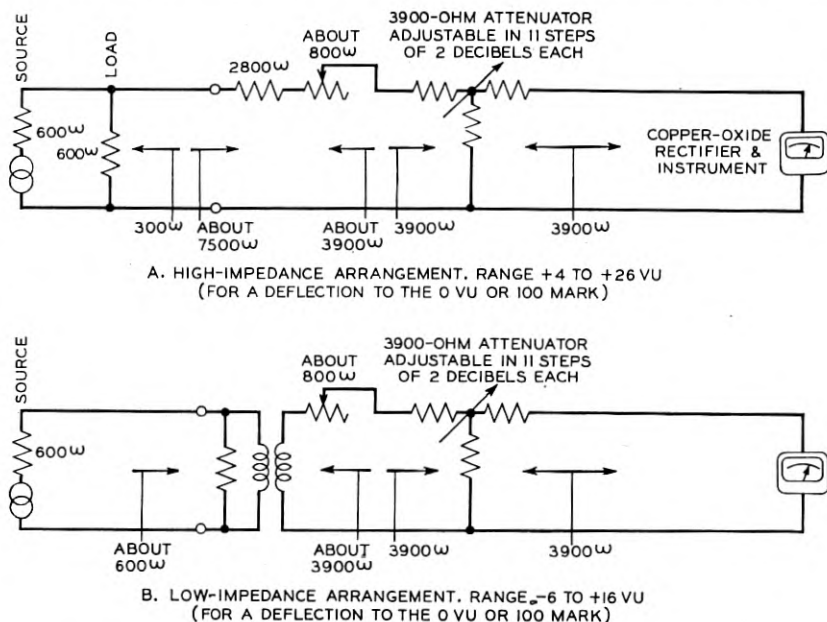 SOURCE
LOAD
600ω
600ω
2800ω
ABOUT
800ω
3900-OHM ATTENUATOR
ADJUSTABLE IN 11 STEPS
OF 2 DECIBELS EACH
COPPER-OXIDE
RECTIFIER &
INSTRUMENT
300ω
ABOUT
7500ω
ABOUT
3900ω
3900ω
3900ω
A. HIGH-IMPEDANCE ARRANGEMENT. RANGE +4 TO +26 VU
(FOR A DEFLECTION TO THE 0 VU OR 100 MARK)
SOURCE
600ω
ABOUT
800ω
3900-OHM ATTENUATOR
ADJUSTABLE IN 11 STEPS
OF 2 DECIBELS EACH
ABOUT
600ω
ABOUT
3900ω
3900ω
3900ω
B. LOW-IMPEDANCE ARRANGEMENT. RANGE -6 TO +16 VU
(FOR A DEFLECTION TO THE 0 VU OR 100 MARK)